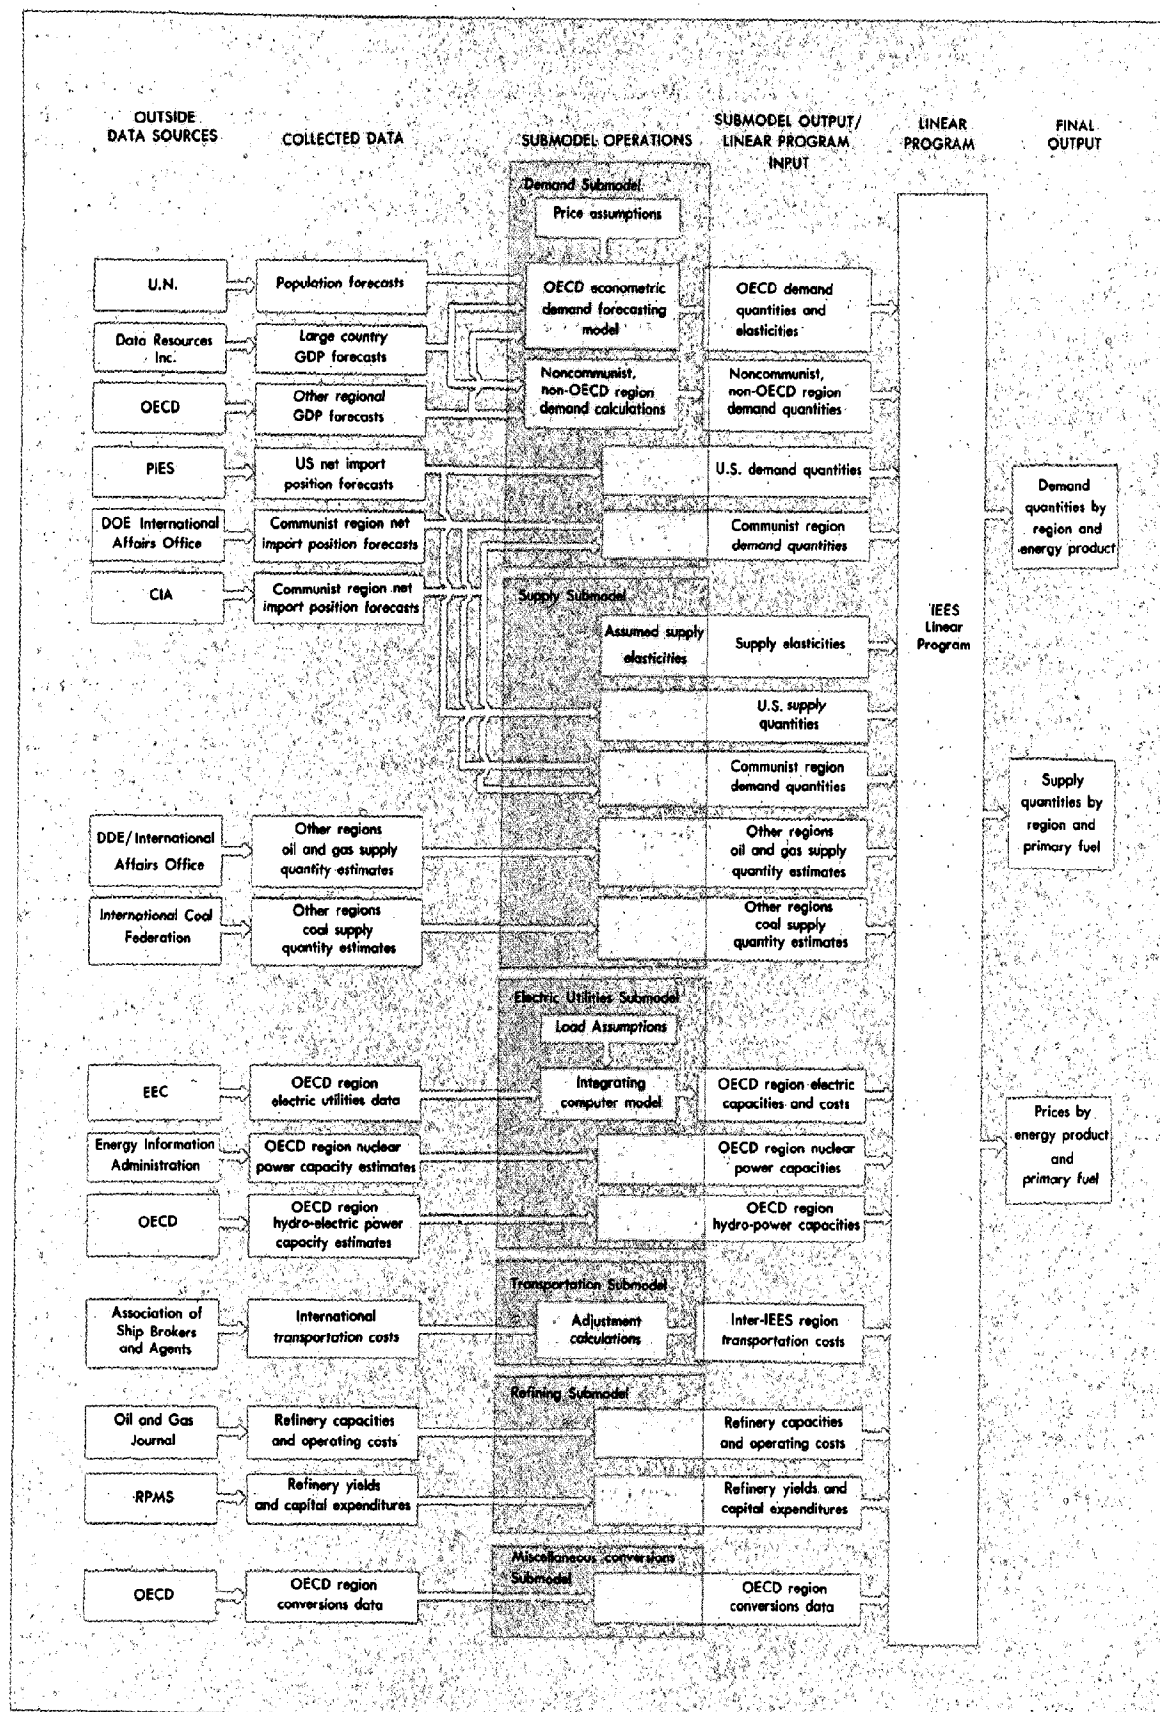 OUTSIDE
DATA SOURCES
COLLECTED DATA
SUBMODEL OPERATIONS
SUBMODEL OUTPUT/
LINEAR PROGRAM
INPUT
LINEAR
PROGRAM
FINAL
OUTPUT
Demand Submodel
Price assumptions
U.N.
Population forecasts
OECD econometric
demand forecasting
model
OECD demand
quantities and
elasticities
Data Resources
Inc.
Large country
GDP forecasts
OECD
Other regional
GDP forecasts
Noncommunist,
non-OECD region
demand calculations
Noncommunist,
non-OECD region
demand quantities
PIES
US net import
position forecasts
U.S. demand quantities
DOE International
Affairs Office
Communist region net
import position forecasts
Communist region
demand quantities
CIA
Communist region net
import position forecasts
Supply Submodel
Assumed supply
elasticities
Supply elasticities
U.S. supply
quantities
Communist region
demand quantities
DDE/International
Affairs Office
Other regions
oil and gas supply
quantity estimates
Other regions
oil and gas supply
quantity estimates
International Coal
Federation
Other regions
coal supply
quantity estimates
Other regions
coal supply
quantity estimates
Electric Utilities Submodel
Load Assumptions
EEC
OECD region
electric utilities data
Integrating
computer model
OECD region electric
capacities and costs
Energy Information
Administration
OECD region nuclear
power capacity estimates
OECD region nuclear
power capacities
OECD
OECD region
hydro-electric power
capacity estimates
OECD region
hydro-power capacities
Transportation Submodel
Association of
Ship Brokers
and Agents
International
transportation costs
Adjustment
calculations
Inter-IEES region
transportation costs
Refining Submodel
Oil and Gas
Journal
Refinery capacities
and operating costs
Refinery capacities
and operating costs
RPMS
Refinery yields
and capital expenditures
Refinery yields and
capital expenditures
Miscellaneous conversions
Submodel
OECD
OECD region
conversions data
OECD region
conversions data
IEES
Linear
Program
Demand
quantities by
region and
energy product
Supply
quantities by
region and
primary fuel
Prices by
energy product
and
primary fuel